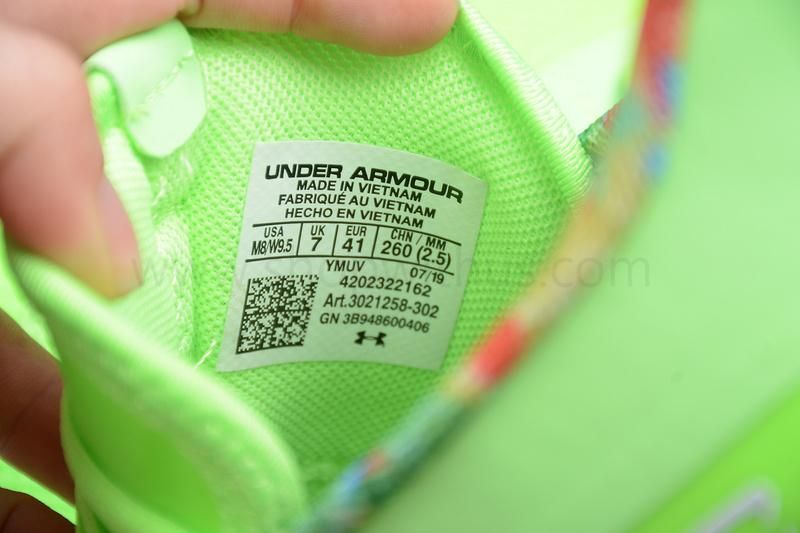 UNDER ARMOUR
MADE IN VIETNAM
FABRIQUÉ AU VIETNAM
HECHO EN VIETNAM
USA UK EUR CHN / MM
M8/W9.5 7 41 260 (2.5)
YMUV 07/19
4202322162
Art.3021258-302
GN 3B948600406